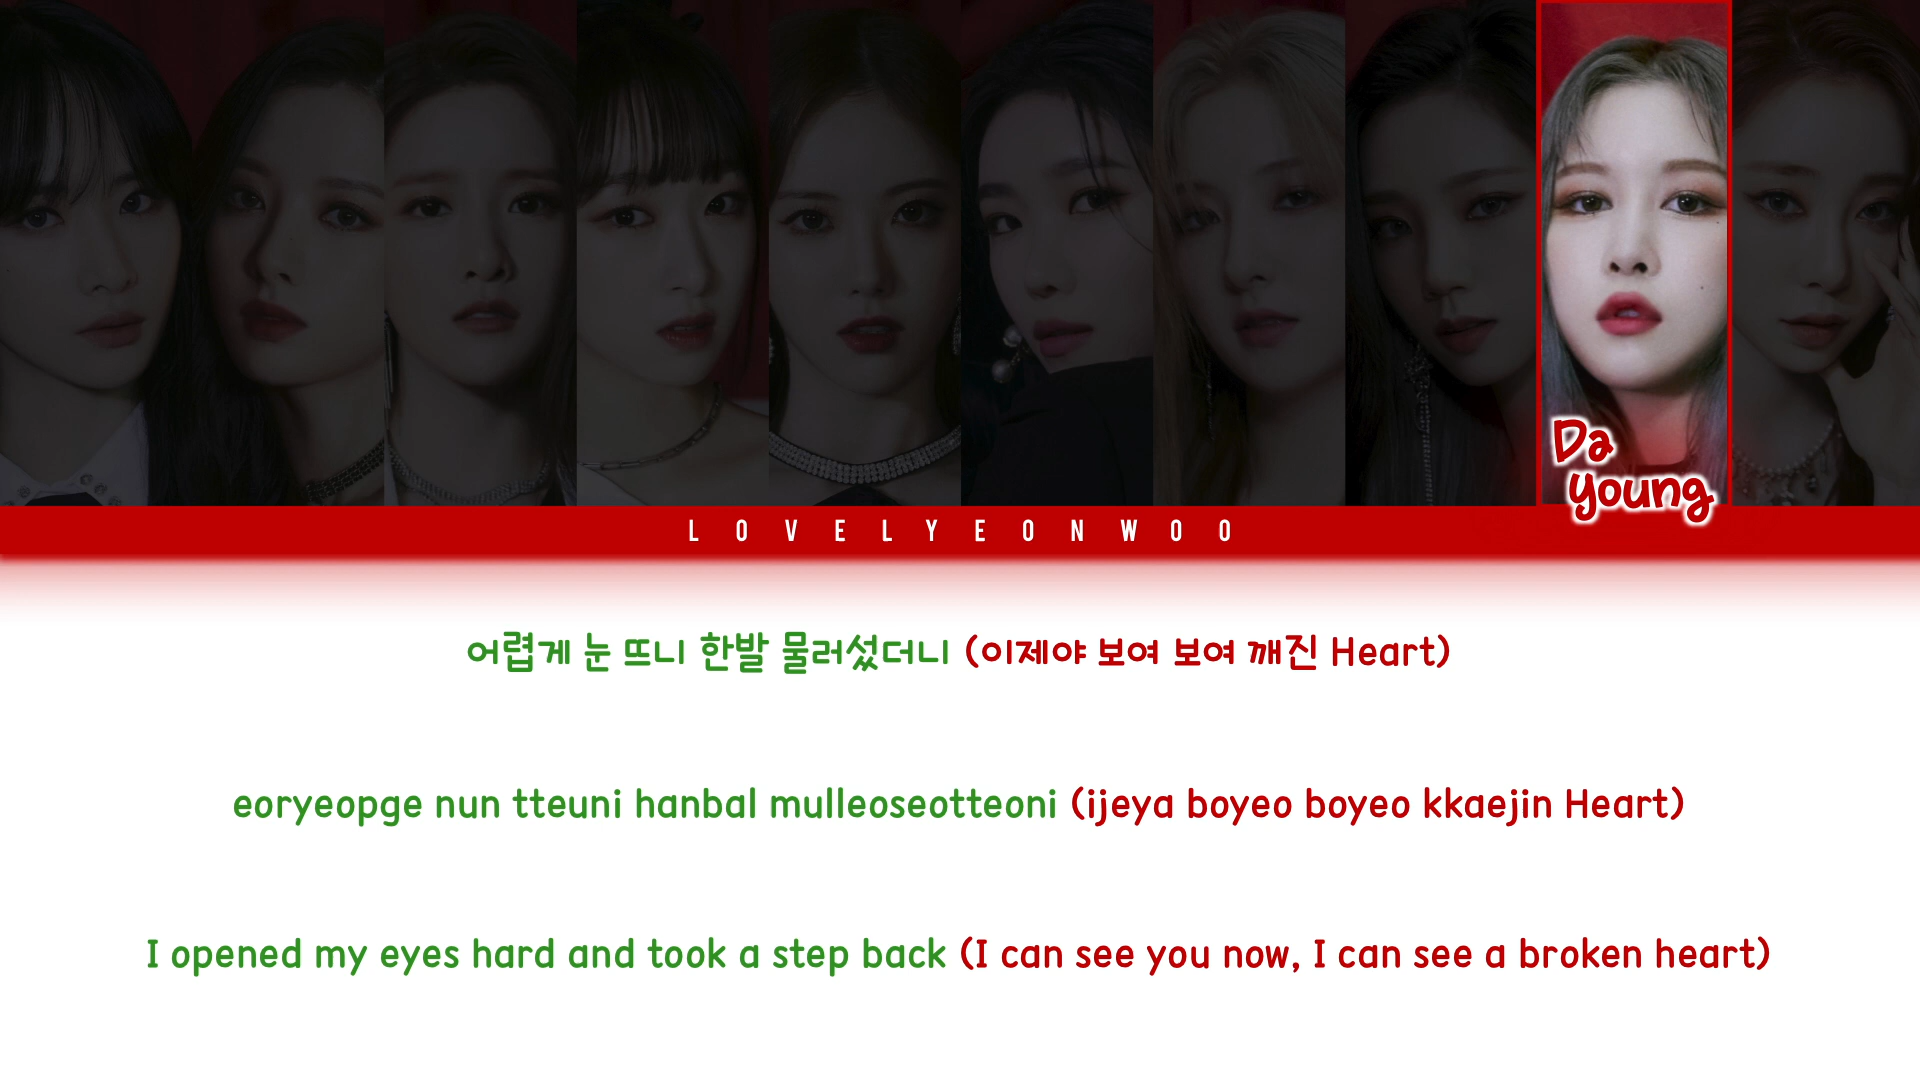 Da
Young
LOVELYEONWOO
어렵게 눈 뜨니 한발 물러섰더니 (이제야 보여 보여 깨진 Heart)
eoryeopge nun tteuni hanbal mulleoseotteoni (ijeya boyeo boyeo kkaejin Heart)
I opened my eyes hard and took a step back (I can see you now, I can see a broken heart)